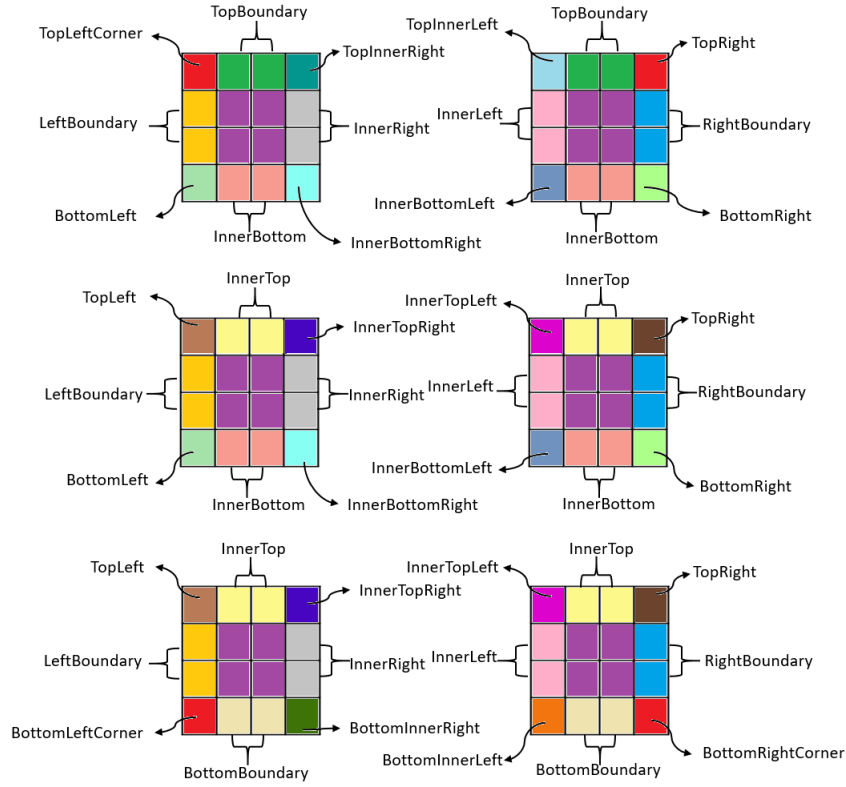 TopBoundary
TopLeftCorner
TopInnerRight
LeftBoundary
InnerRight
BottomLeft
InnerBottom
InnerBottomRight
TopBoundary
TopInnerLeft
TopRight
InnerLeft
RightBoundary
InnerBottomLeft
BottomRight
InnerBottom
InnerTop
TopLeft
InnerTopRight
LeftBoundary
InnerRight
BottomLeft
InnerBottom
InnerBottomRight
InnerTop
InnerTopLeft
TopRight
InnerLeft
RightBoundary
InnerBottomLeft
BottomRight
InnerBottom
InnerTop
TopLeft
InnerTopRight
LeftBoundary
InnerRight
BottomLeftCorner
BottomInnerRight
BottomBoundary
InnerTop
InnerTopLeft
TopRight
InnerLeft
RightBoundary
BottomInnerLeft
BottomRightCorner
BottomBoundary